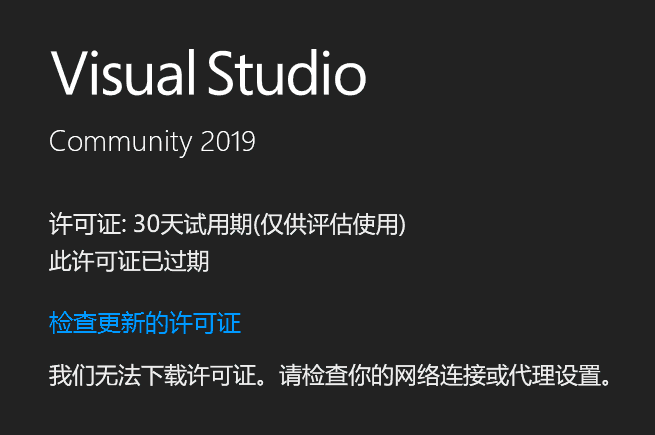 Visual Studio
Community 2019
许可证: 30天试用期(仅供评估使用)
此许可证已过期
检查更新的许可证
我们无法下载许可证。请检查你的网络连接或代理设置。